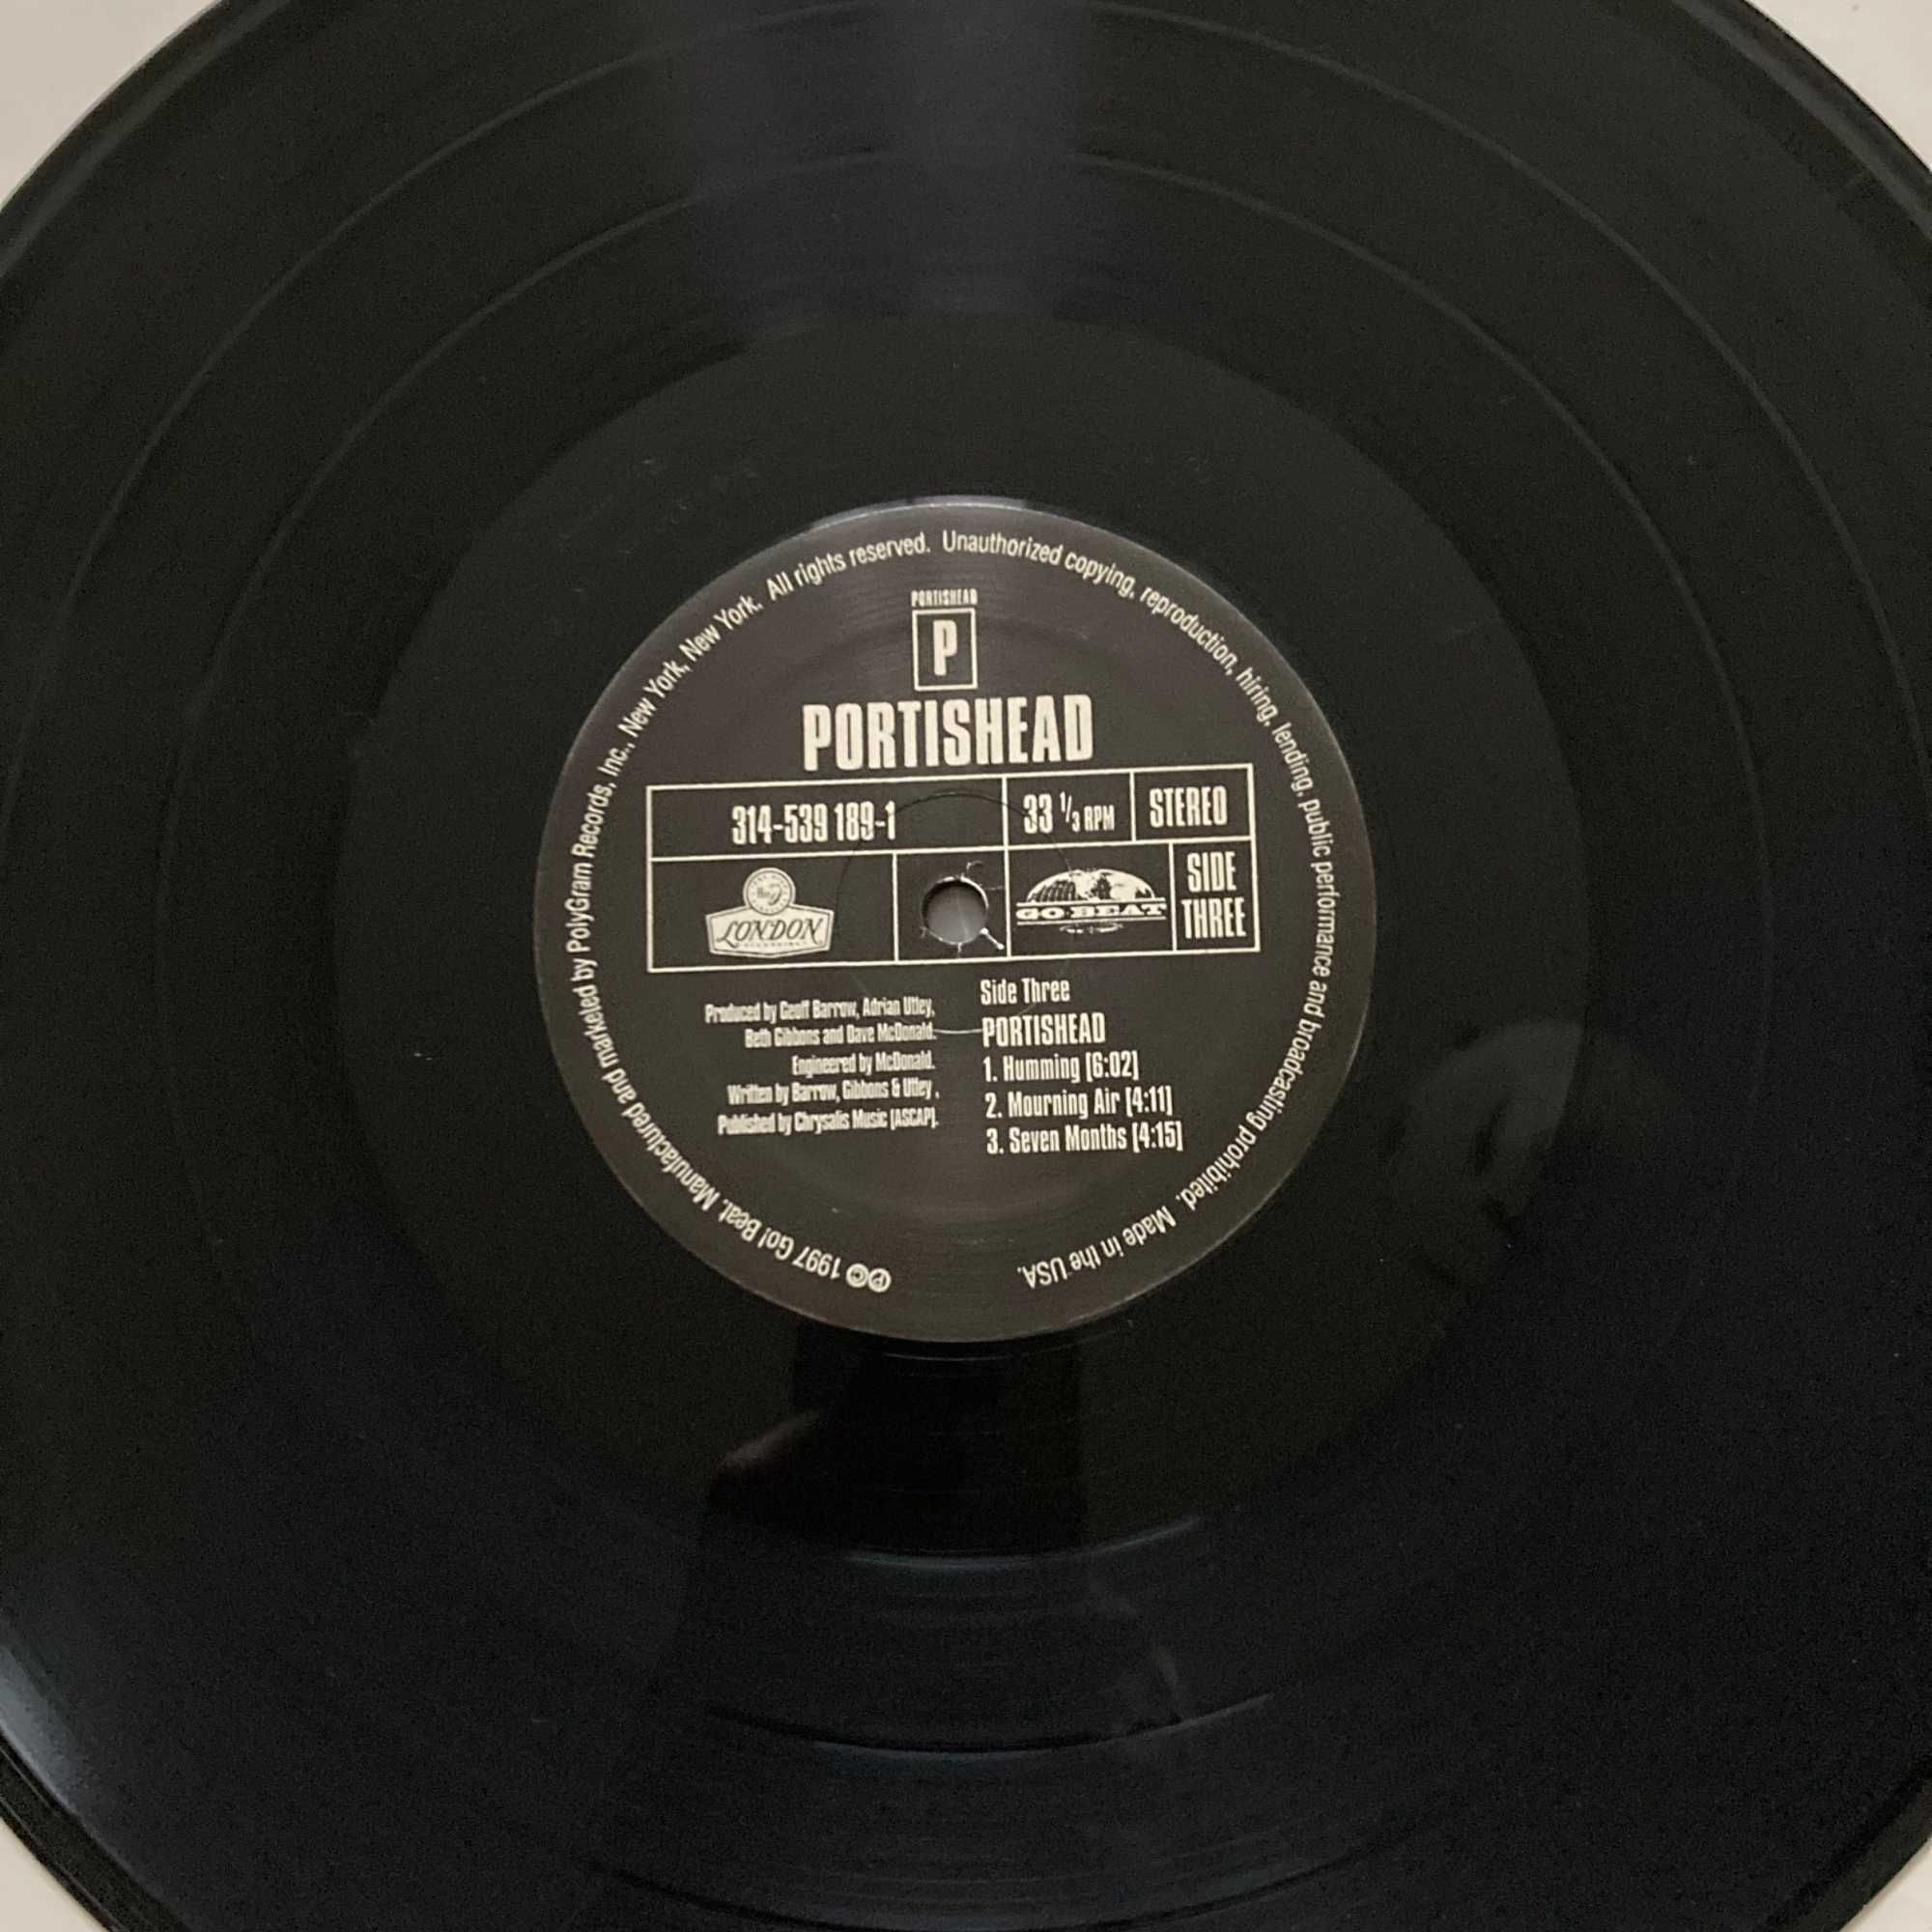 PORTISHEAD
P
PORTISHEAD
314-539 189-1
33 1/3 RPM
STEREO
LONDON
GO·BEAT
SIDE
THREE
Produced by Geoff Barrow, Adrian Utley,
Beth Gibbons and Dave McDonald.
Engineered by McDonald.
Written by Barrow, Gibbons & Utley ,
Published by Chrysalis Music [ASCAP].
Side Three
PORTISHEAD
1. Humming [6:02]
2. Mourning Air [4:11]
3. Seven Months [4:15]
℗© 1997 Go! Beat. Manufactured and marketed by PolyGram Records, Inc., New York, New York. All rights reserved. Unauthorized copying, reproduction, hiring, lending, public performance and broadcasting prohibited. Made in the USA.